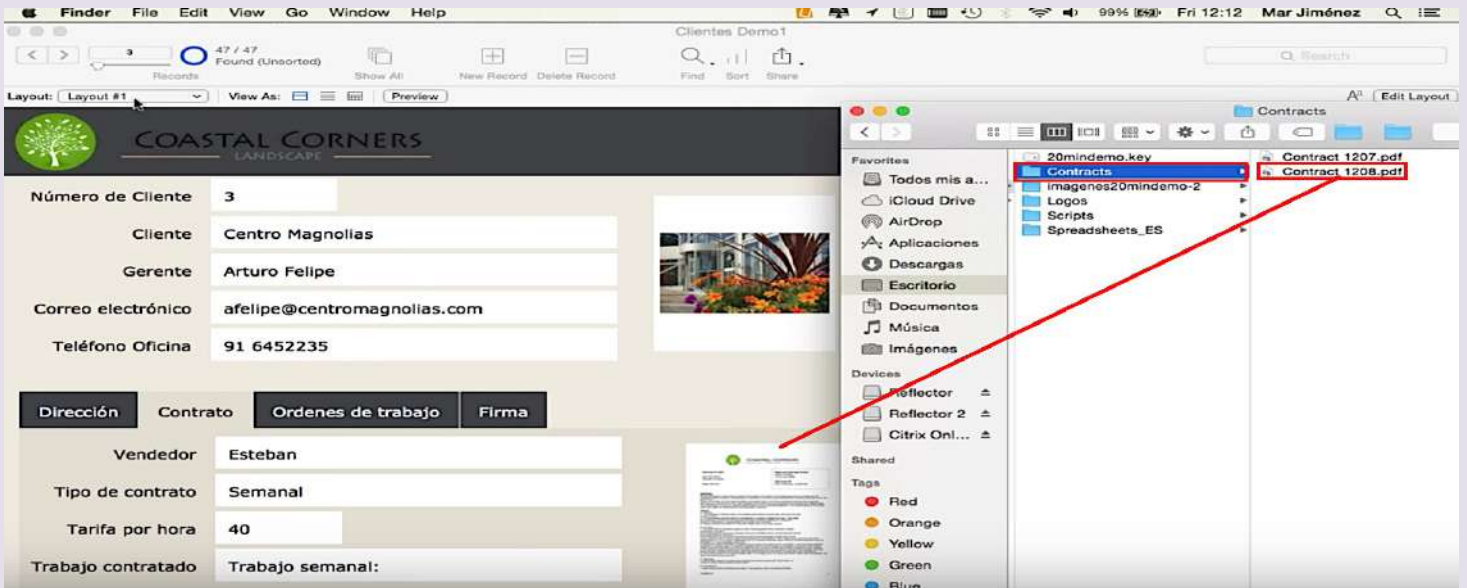 Finder File Edit View Go Window Help
99% Fri 12:12 Mar Jiménez
Clientes Demo1
3
47 / 47
Found (Unsorted)
Records
Show All
New Record
Delete Record
Find
Sort
Share
Search
Layout: Layout #1
View As:
Preview
Edit Layout
COASTAL CORNERS
LANDSCAPE
Número de Cliente 3
Cliente Centro Magnolias
Gerente Arturo Felipe
Correo electrónico afelipe@centromagnolias.com
Teléfono Oficina 91 6452235
Dirección Contrato Ordenes de trabajo Firma
Vendedor Esteban
Tipo de contrato Semanal
Tarifa por hora 40
Trabajo contratado Trabajo semanal:
Contracts
Favorites
Todos mis a...
iCloud Drive
AirDrop
Aplicaciones
Descargas
Escritorio
Documentos
Música
Imágenes
Devices
Reflector
Reflector 2
Citrix Onl...
Shared
Tags
Red
Orange
Yellow
Green
Blue
20mindemo.key
Contracts
imagenes20mindemo-2
Logos
Scripts
Spreadsheets_ES
Contract 1207.pdf
Contract 1208.pdf